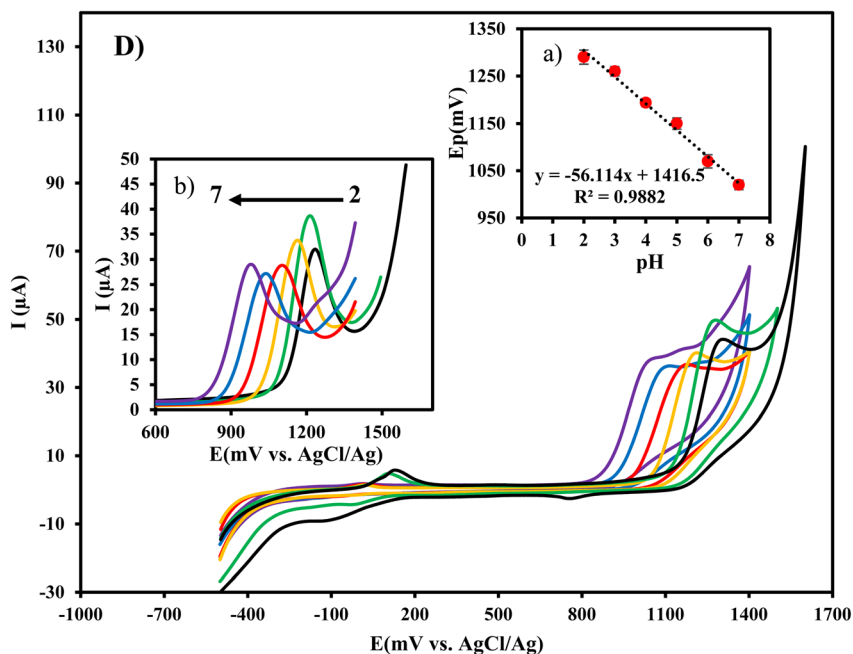 D)
a)
Ep(mV)
1350
1250
1150
1050
950
y = -56.114x + 1416.5
R² = 0.9882
0 1 2 3 4 5 6 7 8
pH
b)
7 2
I (µA)
50
45
40
35
30
25
20
15
10
5
0
600 900 1200 1500
E(mV vs. AgCl/Ag)
I (µA)
130
110
90
70
50
30
10
-10
-30
-1000 -700 -400 -100 200 500 800 1100 1400 1700
E(mV vs. AgCl/Ag)